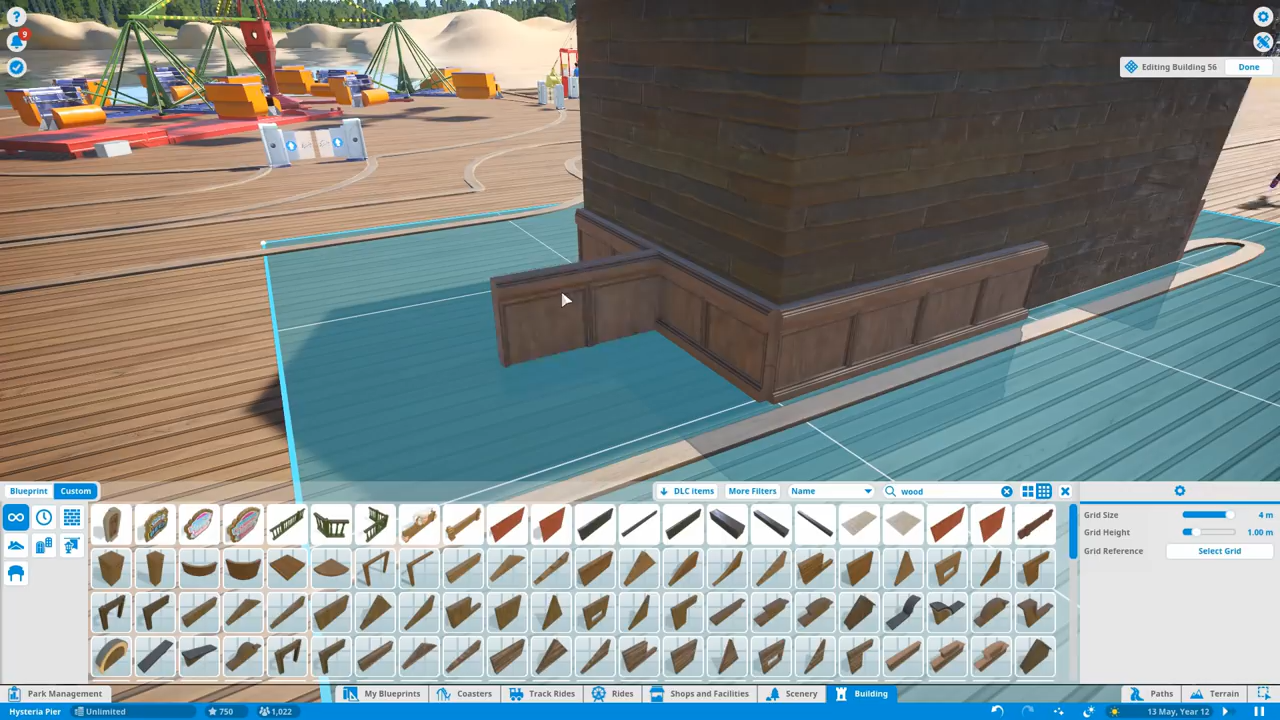 ?
9
Editing Building 56 Done
Blueprint Custom DLC items More Filters Name wood
Grid Size 4 m
Grid Height 1.00 m
Grid Reference Select Grid
Park Management My Blueprints Coasters Track Rides Rides Shops and Facilities Scenery Building Paths Terrain
Hysteria Pier Unlimited 750 1,022 13 May, Year 12